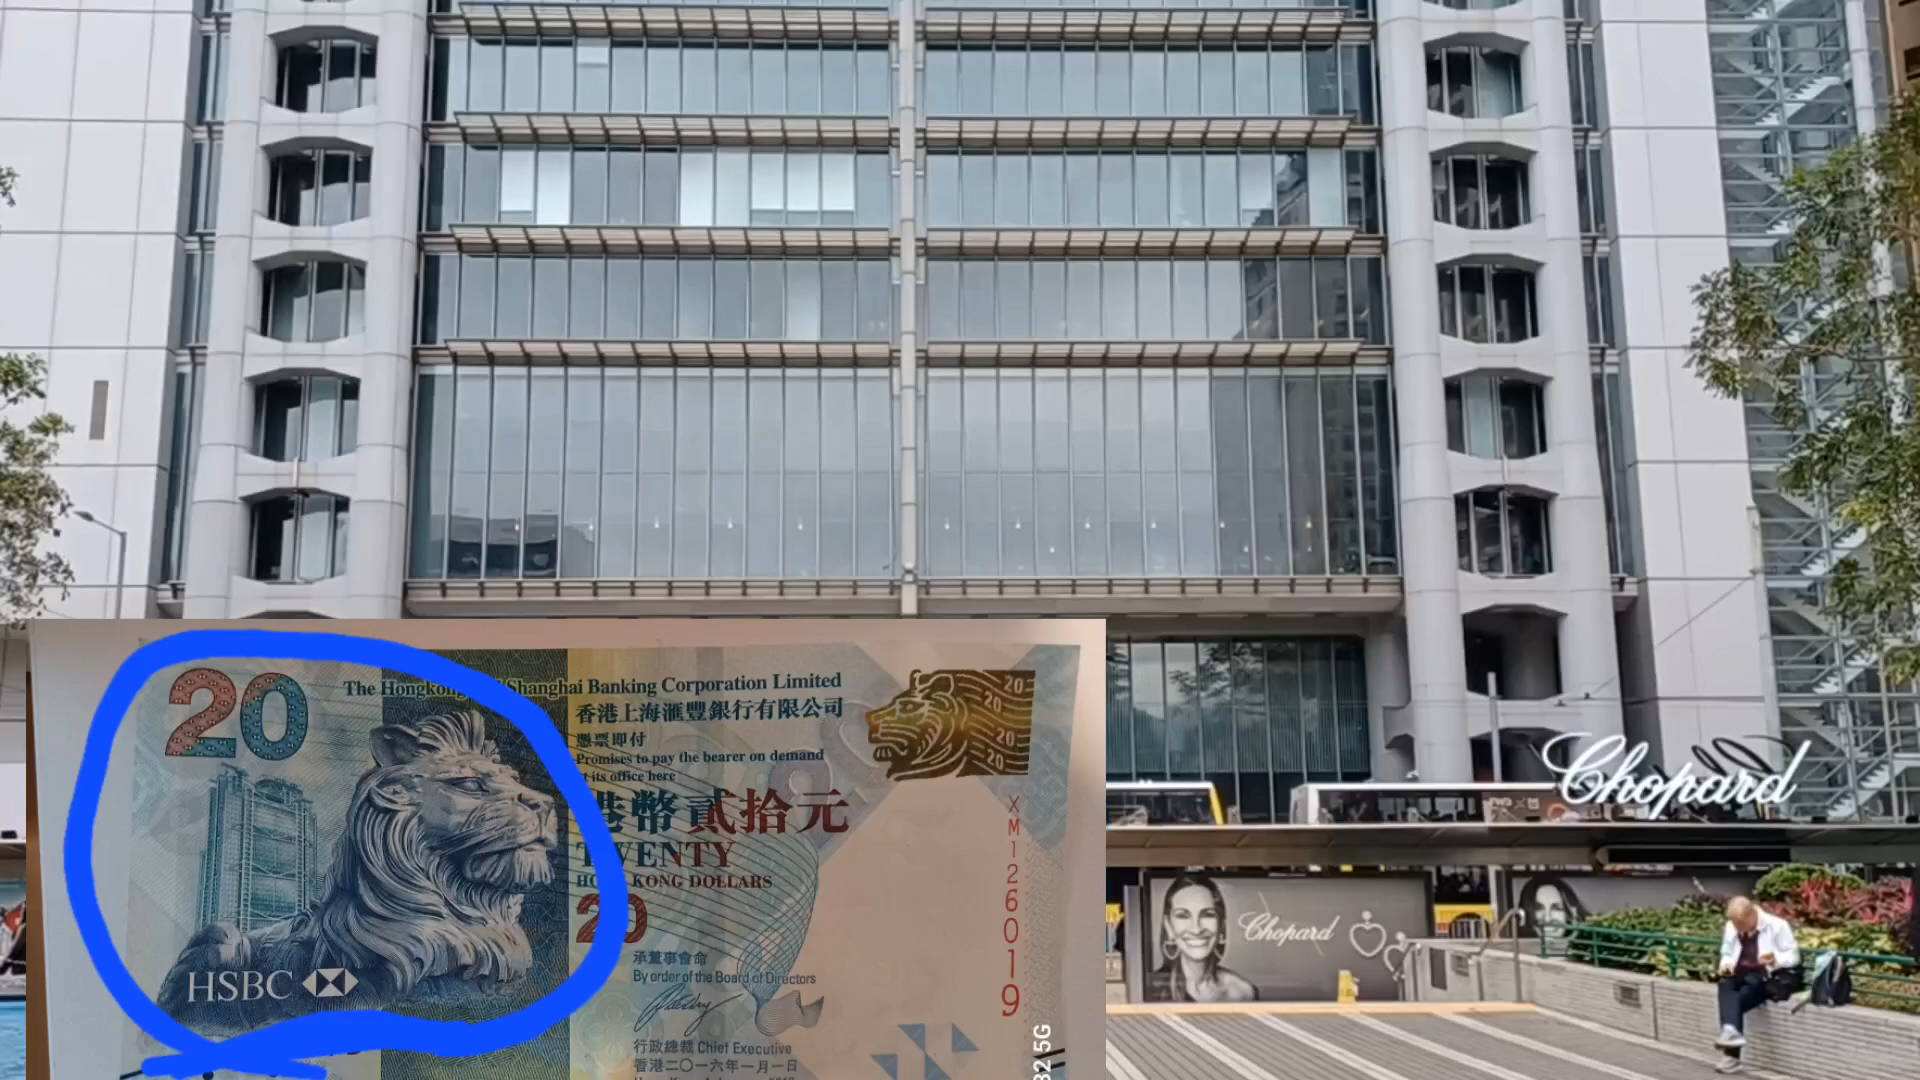 20
The Hongkong Shanghai Banking Corporation Limited
香港上海滙豐銀行有限公司
憑票即付
Promises to pay the bearer on demand
at its office here
港幣貳拾元
TWENTY
HONG KONG DOLLARS
20
承董事會命
By order of the Board of Directors
行政總裁 Chief Executive
香港二〇一六年一月一日
HSBC
20
20
20
20
XM126019
Chopard
Chopard